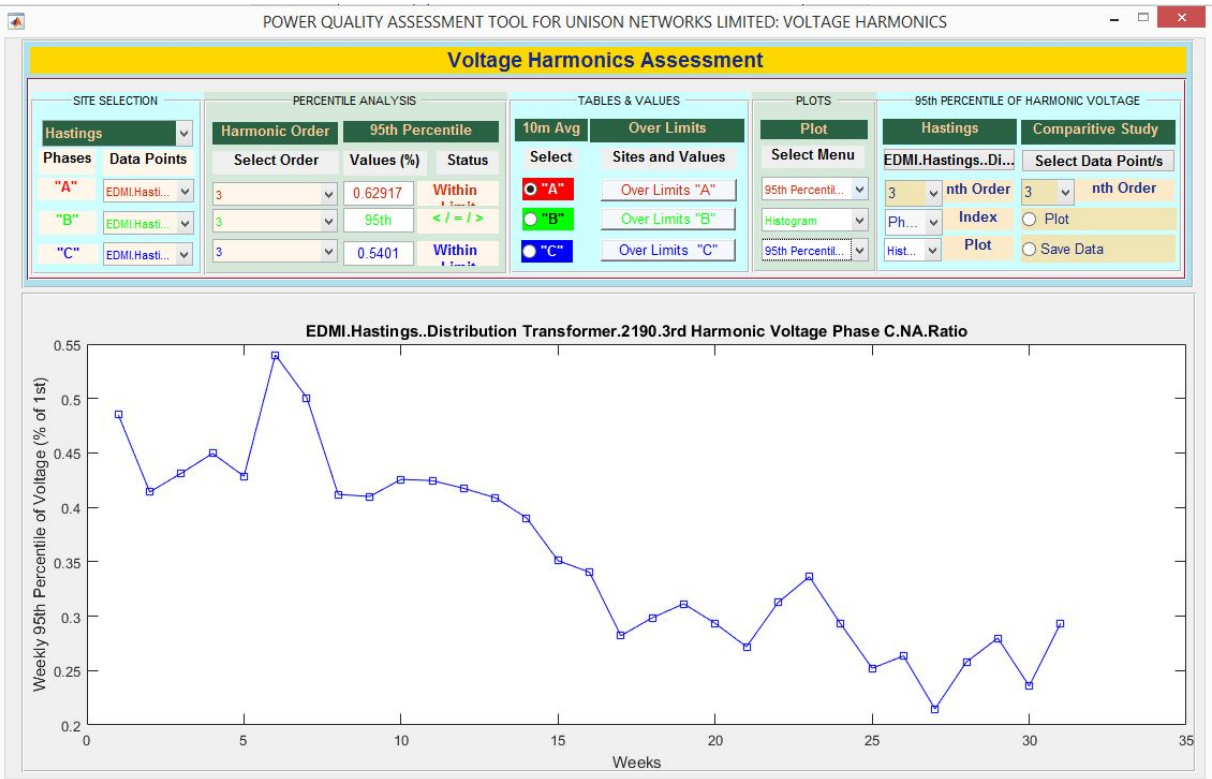 POWER QUALITY ASSESSMENT TOOL FOR UNISON NETWORKS LIMITED: VOLTAGE HARMONICS
Voltage Harmonics Assessment
SITE SELECTION
Hastings
Phases Data Points
"A" EDMI.Hasti...
"B" EDMI.Hasti...
"C" EDMI.Hasti...
PERCENTILE ANALYSIS
Harmonic Order 95th Percentile
Select Order Values (%) Status
3 0.62917 Within Limit
3 95th < / = / >
3 0.5401 Within Limit
TABLES & VALUES
10m Avg Over Limits
Select Sites and Values
"A" Over Limits "A"
"B" Over Limits "B"
"C" Over Limits "C"
PLOTS
Plot
Select Menu
95th Percentil...
Histogram
95th Percentil...
95th PERCENTILE OF HARMONIC VOLTAGE
Hastings Comparitive Study
EDMI.Hastings..Di... Select Data Point/s
3 nth Order 3 nth Order
Ph... Index Plot
Hist... Plot Save Data
EDMI.Hastings..Distribution Transformer.2190.3rd Harmonic Voltage Phase C.NA.Ratio
Weekly 95th Percentile of Voltage (% of 1st)
0.55
0.5
0.45
0.4
0.35
0.3
0.25
0.2
0 5 10 15 20 25 30 35
Weeks